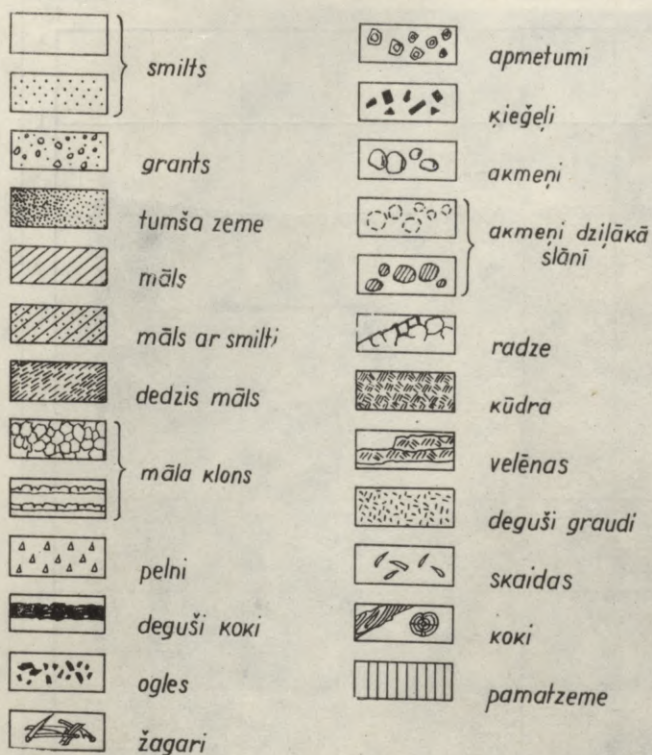 smilts
grants
tumša zeme
māls
māls ar smilti
dedzis māls
māla klons
pelni
deguši koki
ogles
žagari
apmetumi
ķieģeļi
akmeņi
akmeņi dziļākā
slānī
radze
kūdra
velēnas
deguši graudi
skaidas
koki
pamatzeme